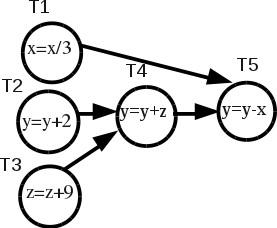 T1
x=x/3
T4
T5
T2
y=y+2
y=y+z
y=y-x
T3
z=z+9